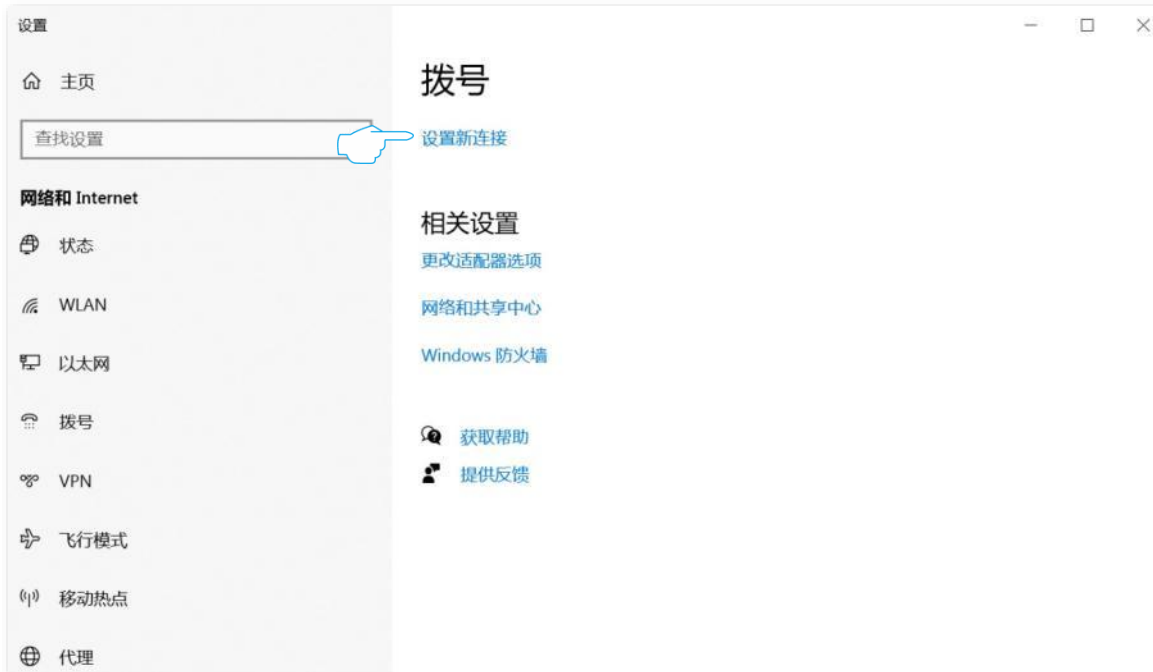 设置
主页
查找设置
网络和 Internet
状态
WLAN
以太网
拨号
VPN
飞行模式
移动热点
代理
拨号
设置新连接
相关设置
更改适配器选项
网络和共享中心
Windows 防火墙
获取帮助
提供反馈